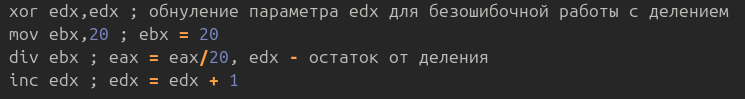 xor edx,edx ; обнуление параметра edx для безошибочной работы с делением
mov ebx,20 ; ebx = 20
div ebx ; eax = eax/20, edx - остаток от деления
inc edx ; edx = edx + 1